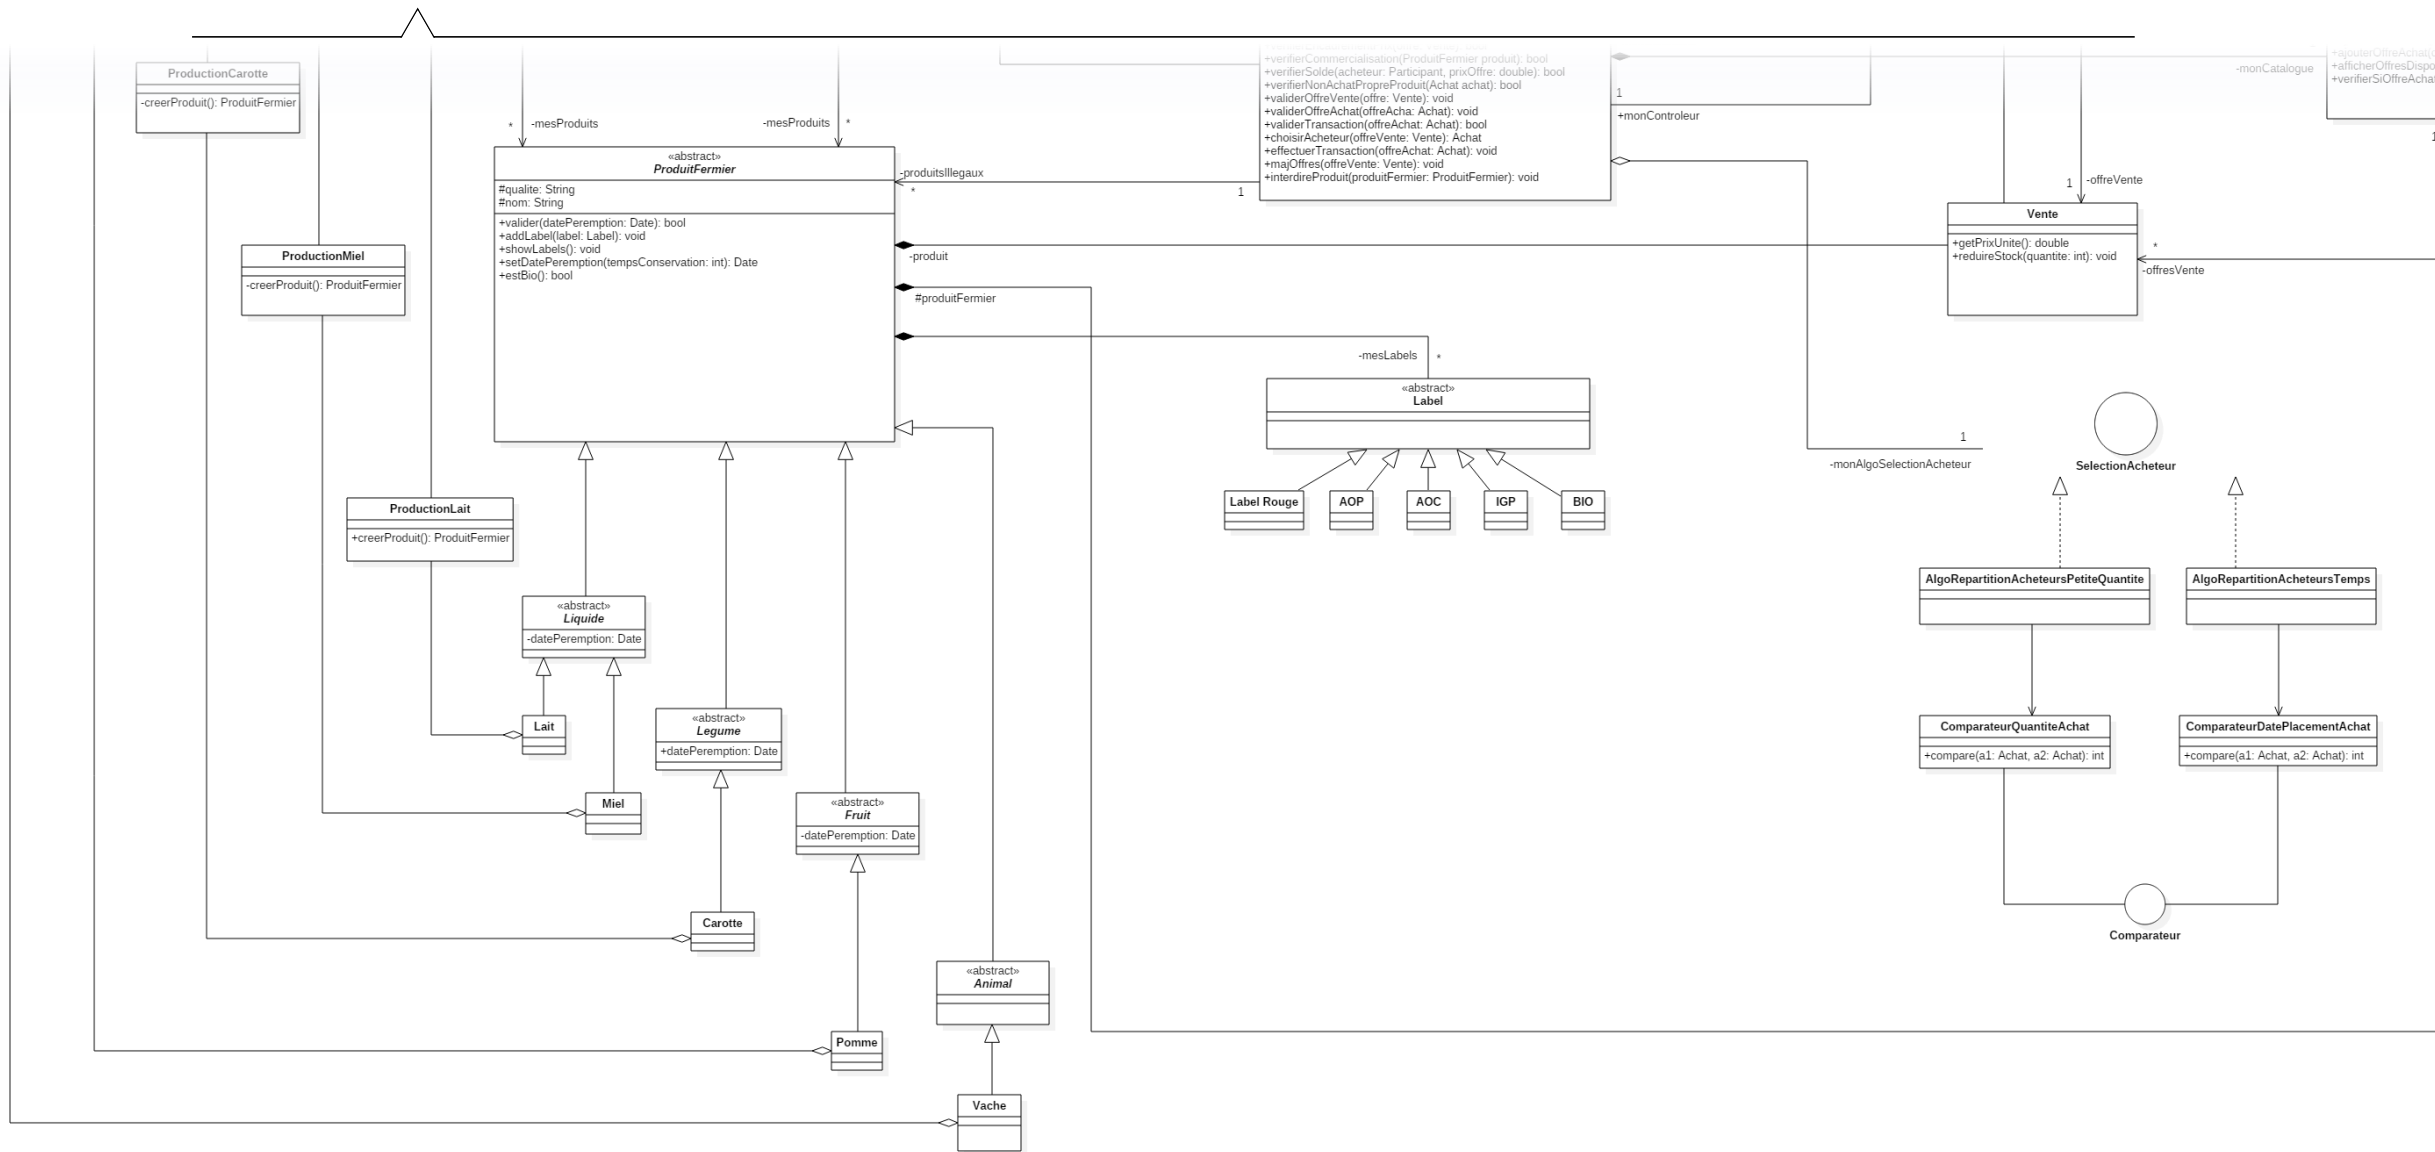 ProductionCarotte
-creerProduit(): ProduitFermier
+verifierCommercialisation(ProduitFermier produit): bool
+verifierSolde(acheteur: Participant, prixOffre: double): bool
+verifierNonAchatPropreProduit(Achat achat): bool
+validerOffreVente(offre: Vente): void
+validerOffreAchat(offreAcha: Achat): void
+validerTransaction(offreAchat: Achat): bool
+choisirAcheteur(offreVente: Vente): Achat
+effectuerTransaction(offreAchat: Achat): void
+majOffres(offreVente: Vente): void
+interdireProduit(produitFermier: ProduitFermier): void
-monCatalogue
+afficherOffresDispo
+verifierSiOffreAchat
1
1
+monControleur
*
-mesProduits
-mesProduits
*
«abstract»
ProduitFermier
#qualite: String
#nom: String
+valider(datePeremption: Date): bool
+addLabel(label: Label): void
+showLabels(): void
+setDatePeremption(tempsConservation: int): Date
+estBio(): bool
-produitsIllegaux
*
1
-produit
#produitFermier
-mesLabels
*
1
-offreVente
Vente
+getPrixUnite(): double
+reduireStock(quantite: int): void
*
-offresVente
ProductionMiel
-creerProduit(): ProduitFermier
«abstract»
Label
Label Rouge
AOP
AOC
IGP
BIO
1
-monAlgoSelectionAcheteur
SelectionAcheteur
ProductionLait
+creerProduit(): ProduitFermier
AlgoRepartitionAcheteursPetiteQuantite
AlgoRepartitionAcheteursTemps
«abstract»
Liquide
-datePeremption: Date
Lait
Miel
«abstract»
Legume
+datePeremption: Date
«abstract»
Fruit
-datePeremption: Date
ComparateurQuantiteAchat
+compare(a1: Achat, a2: Achat): int
ComparateurDatePlacementAchat
+compare(a1: Achat, a2: Achat): int
Comparateur
Carotte
«abstract»
Animal
Pomme
Vache